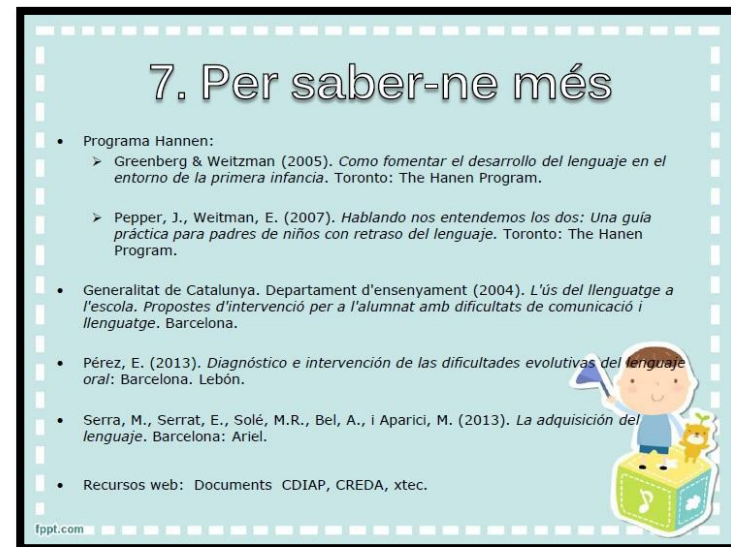 7. Per saber-ne més
• Programa Hannen:
➢ Greenberg & Weitzman (2005). Como fomentar el desarrollo del lenguaje en el
entorno de la primera infancia. Toronto: The Hanen Program.
➢ Pepper, J., Weitman, E. (2007). Hablando nos entendemos los dos: Una guía
práctica para padres de niños con retraso del lenguaje. Toronto: The Hanen
Program.
• Generalitat de Catalunya. Departament d'ensenyament (2004). L'ús del llenguatge a
l'escola. Propostes d'intervenció per a l'alumnat amb dificultats de comunicació i
llenguatge. Barcelona.
• Pérez, E. (2013). Diagnóstico e intervención de las dificultades evolutivas del lenguaje
oral: Barcelona. Lebón.
• Serra, M., Serrat, E., Solé, M.R., Bel, A., i Aparici, M. (2013). La adquisición del
lenguaje. Barcelona: Ariel.
• Recursos web: Documents CDIAP, CREDA, xtec.
fppt.com